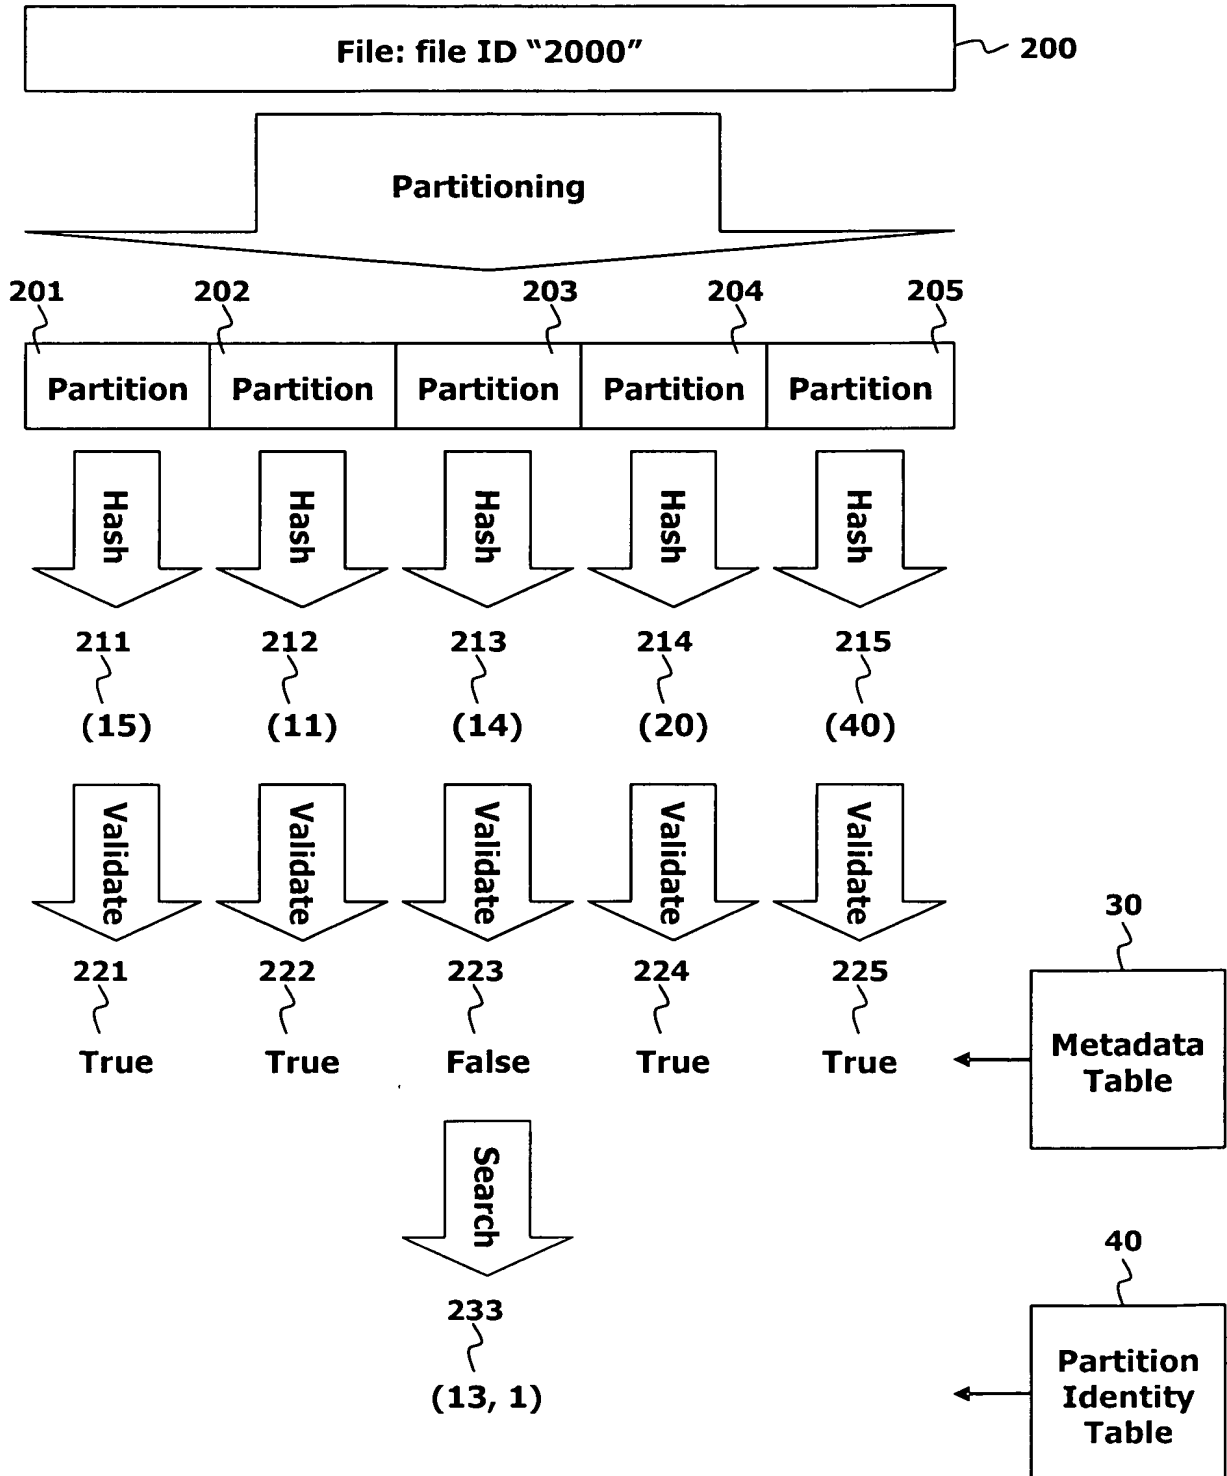 File: file ID “2000”
200
Partitioning
201 202 203 204 205
Partition Partition Partition Partition Partition
Hash Hash Hash Hash Hash
211 212 213 214 215
(15) (11) (14) (20) (40)
Validate Validate Validate Validate Validate
30
221 222 223 224 225
True True False True True
Metadata
Table
Search
40
233
(13, 1)
Partition
Identity
Table